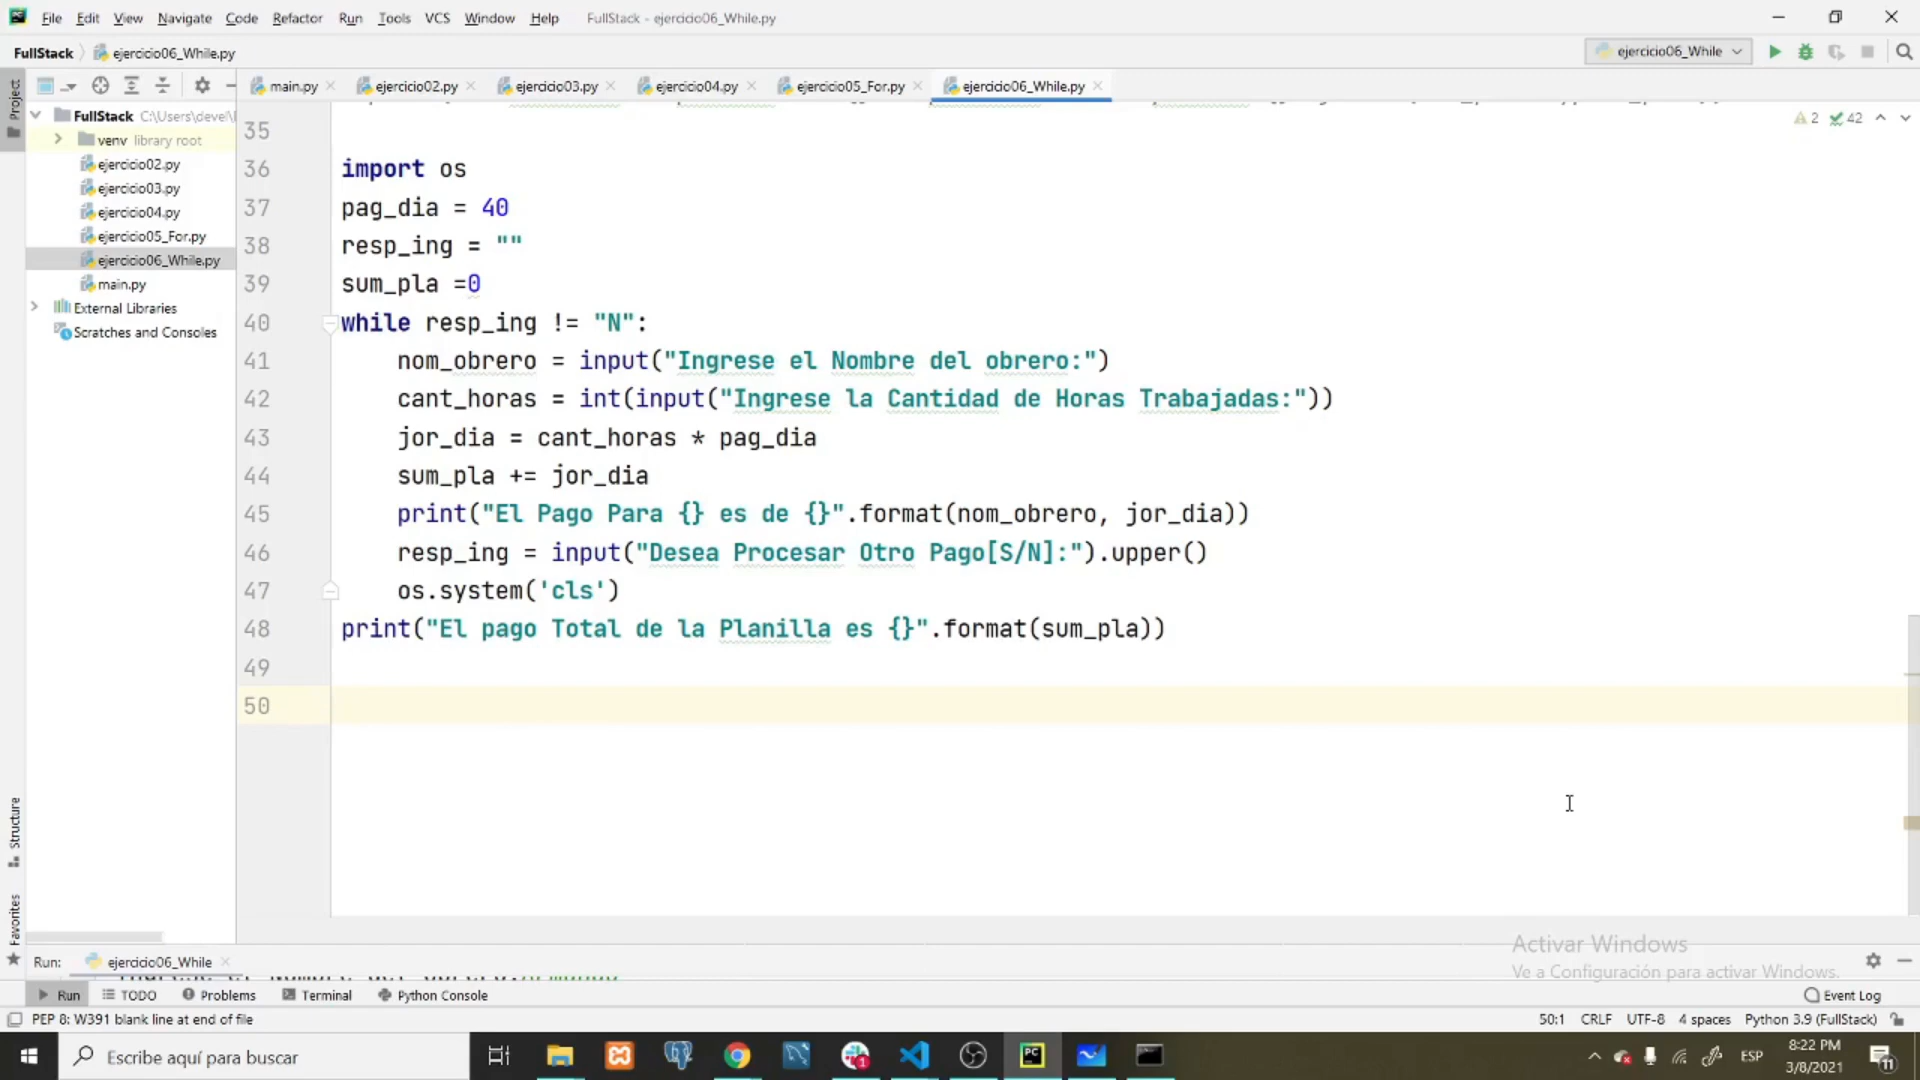 File Edit View Navigate Code Refactor Run Tools VCS Window Help FullStack - ejercicio06_While.py
FullStack ejercicio06_While.py ejercicio06_While
Project
main.py ejercicio02.py ejercicio03.py ejercicio04.py ejercicio05_For.py ejercicio06_While.py
FullStack C:\Users\devel\
venv library root
ejercicio02.py
ejercicio03.py
ejercicio04.py
ejercicio05_For.py
ejercicio06_While.py
main.py
External Libraries
Scratches and Consoles
2 42
35
36 import os
37 pag_dia = 40
38 resp_ing = ""
39 sum_pla =0
40 while resp_ing != "N":
41 nom_obrero = input("Ingrese el Nombre del obrero:")
42 cant_horas = int(input("Ingrese la Cantidad de Horas Trabajadas:"))
43 jor_dia = cant_horas * pag_dia
44 sum_pla += jor_dia
45 print("El Pago Para {} es de {}".format(nom_obrero, jor_dia))
46 resp_ing = input("Desea Procesar Otro Pago[S/N]:").upper()
47 os.system('cls')
48 print("El pago Total de la Planilla es {}".format(sum_pla))
49
50
Structure
Favorites
Activar Windows
Ve a Configuración para activar Windows.
Run: ejercicio06_While
Run TODO Problems Terminal Python Console Event Log
PEP 8: W391 blank line at end of file 50:1 CRLF UTF-8 4 spaces Python 3.9 (FullStack)
Escribe aquí para buscar
ESP
8:22 PM
3/8/2021
11